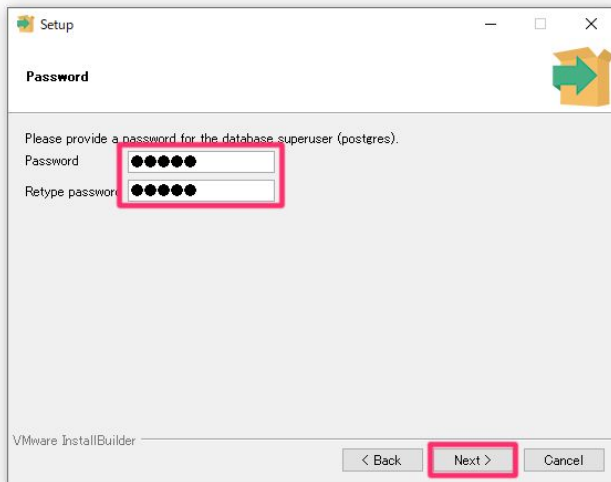 Setup
Password
Please provide a password for the database superuser (postgres).
Password ●●●●●
Retype password ●●●●●
VMware InstallBuilder
< Back Next > Cancel